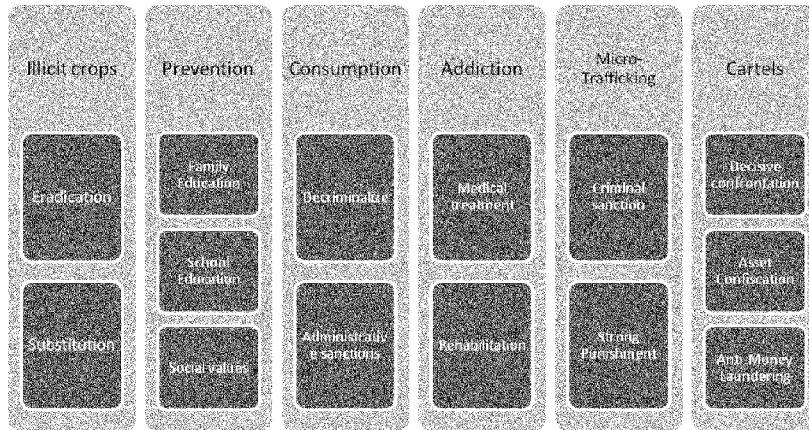 Illicit crops
Eradication
Substitution
Prevention
Family
Education
School
Education
Social values
Consumption
Decriminalize
Administrativ
e sanctions
Addiction
Medical
treatment
Rehabilitation
Micro-
Trafficking
Criminal
sanction
Strong
Punishment
Cartels
Decisive
confrontation
Asset
Confiscation
Anti-Money
Laundering